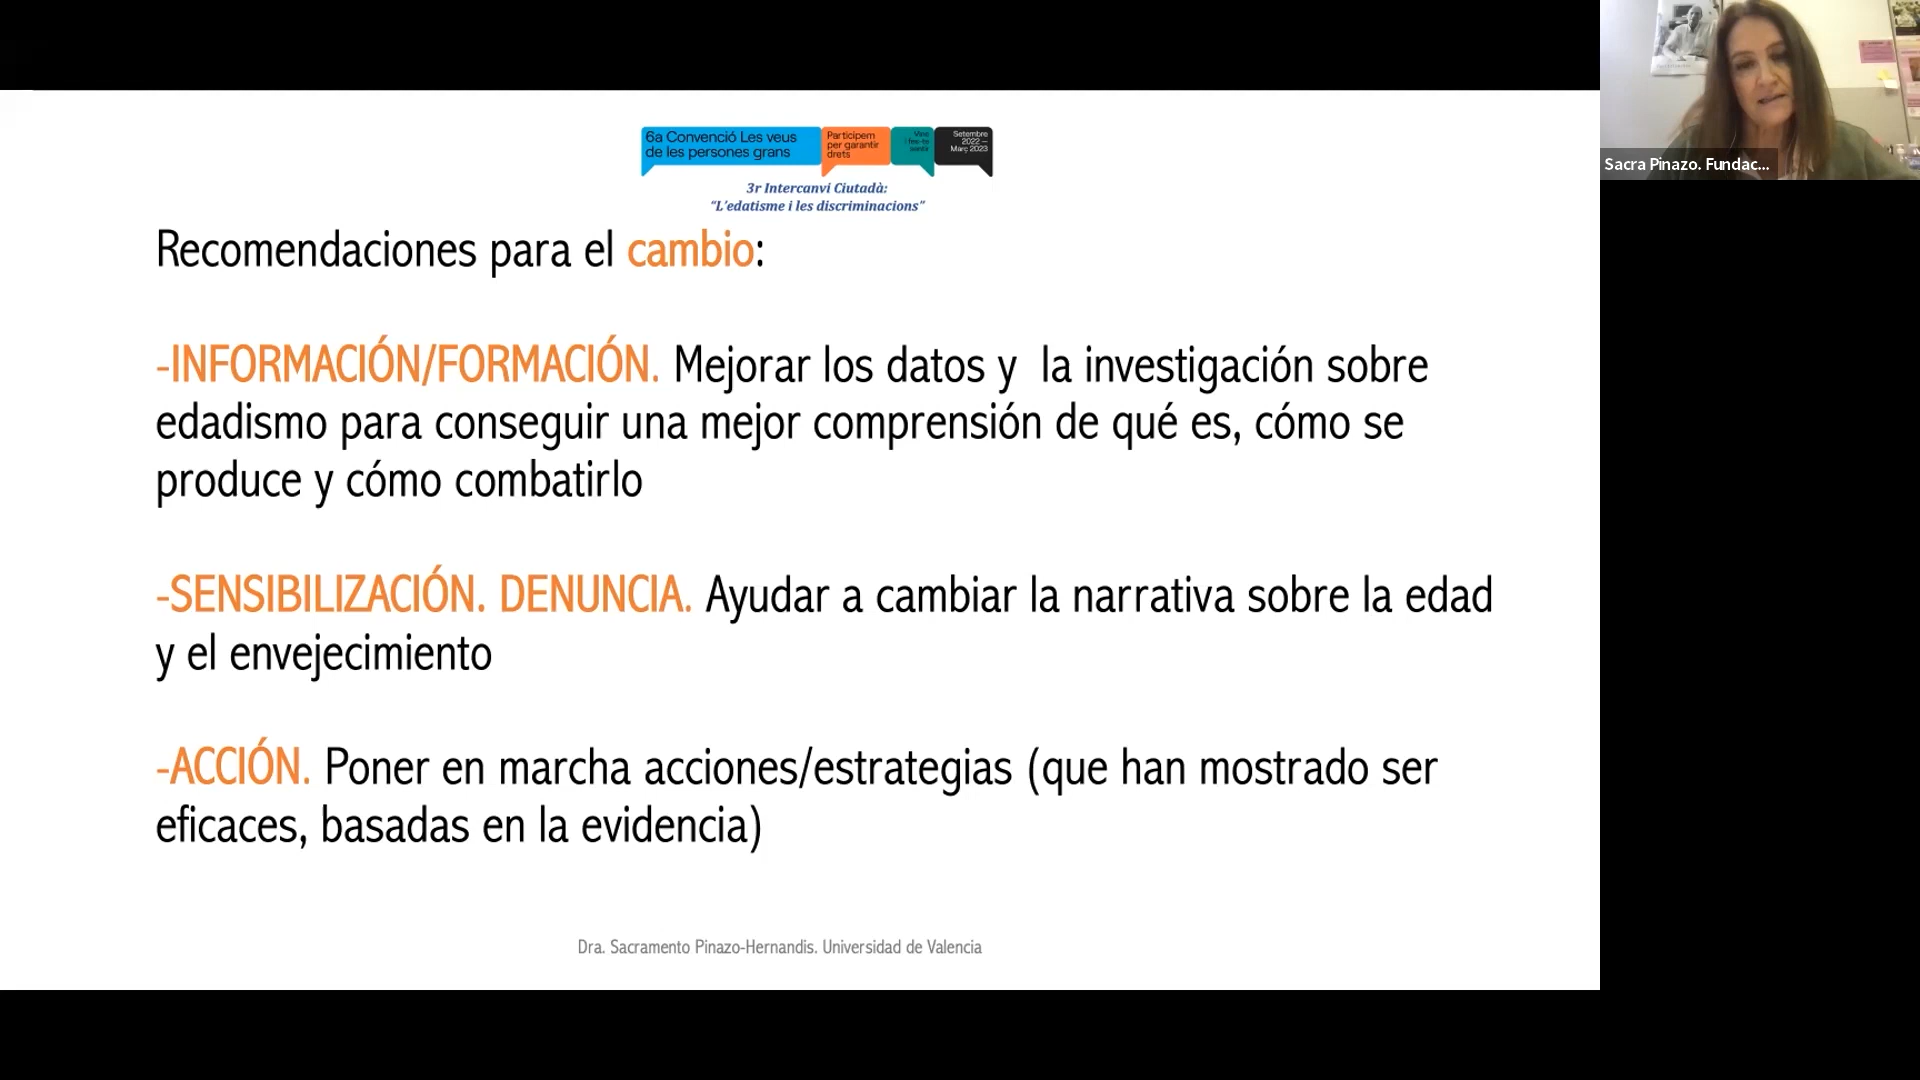 6a Convenció Les veus
de les persones grans
Participem
per garantir
drets
Vine
i fes-te
sentir
Setembre
2022 —
Març 2023
3r Intercanvi Ciutadà:
“L’edatisme i les discriminacions”
Recomendaciones para el cambio:
-INFORMACIÓN/FORMACIÓN. Mejorar los datos y la investigación sobre
edadismo para conseguir una mejor comprensión de qué es, cómo se
produce y cómo combatirlo
-SENSIBILIZACIÓN. DENUNCIA. Ayudar a cambiar la narrativa sobre la edad
y el envejecimiento
-ACCIÓN. Poner en marcha acciones/estrategias (que han mostrado ser
eficaces, basadas en la evidencia)
Dra. Sacramento Pinazo-Hernandis. Universidad de Valencia
Sacra Pinazo. Fundac...